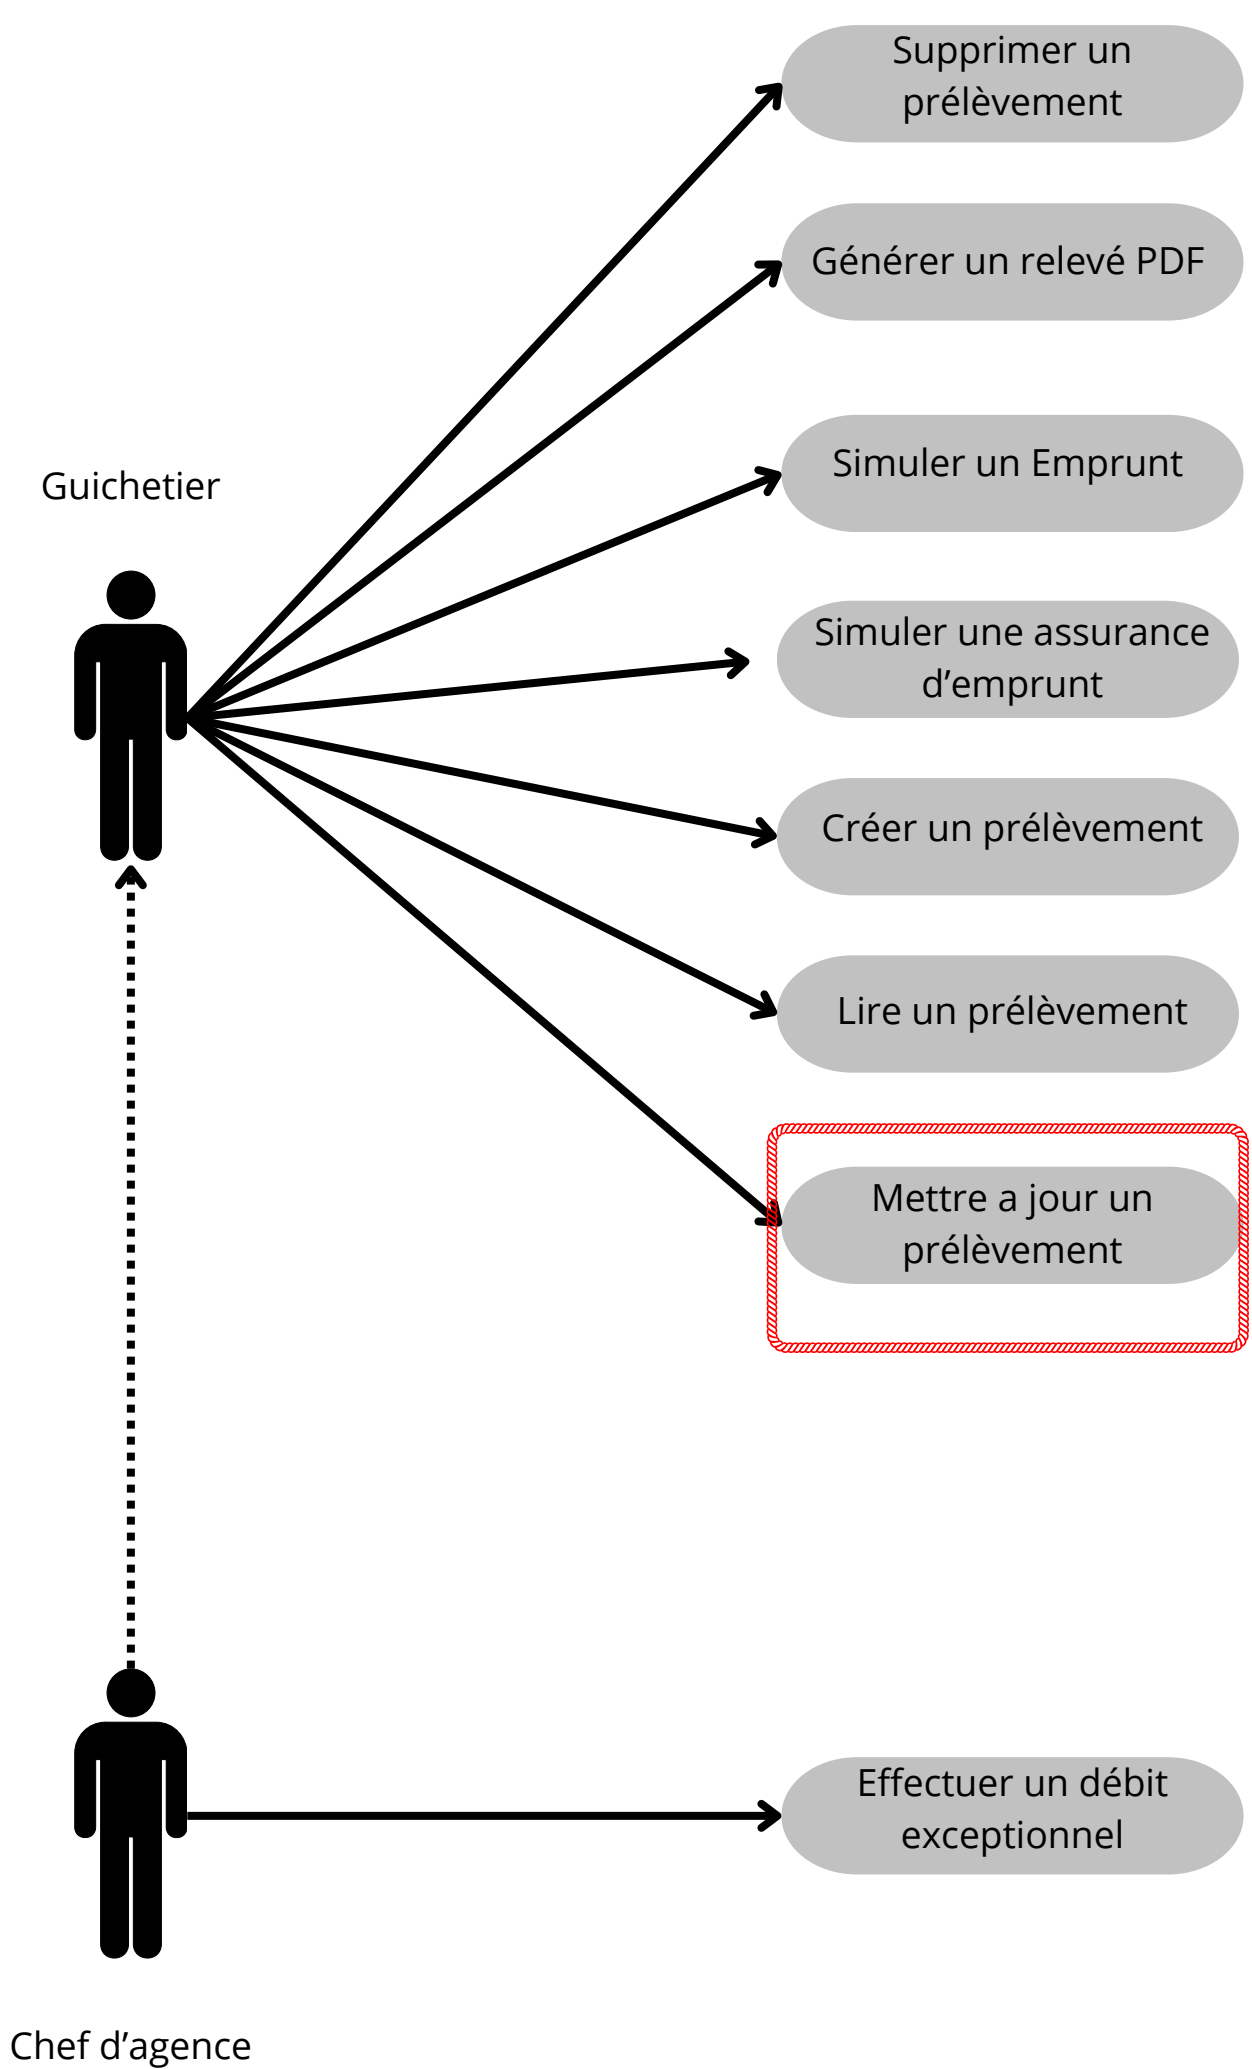 Supprimer un
prélèvement
Générer un relevé PDF
Simuler un Emprunt
Guichetier
Simuler une assurance
d’emprunt
Créer un prélèvement
Lire un prélèvement
Mettre a jour un
prélèvement
Effectuer un débit
exceptionnel
Chef d’agence